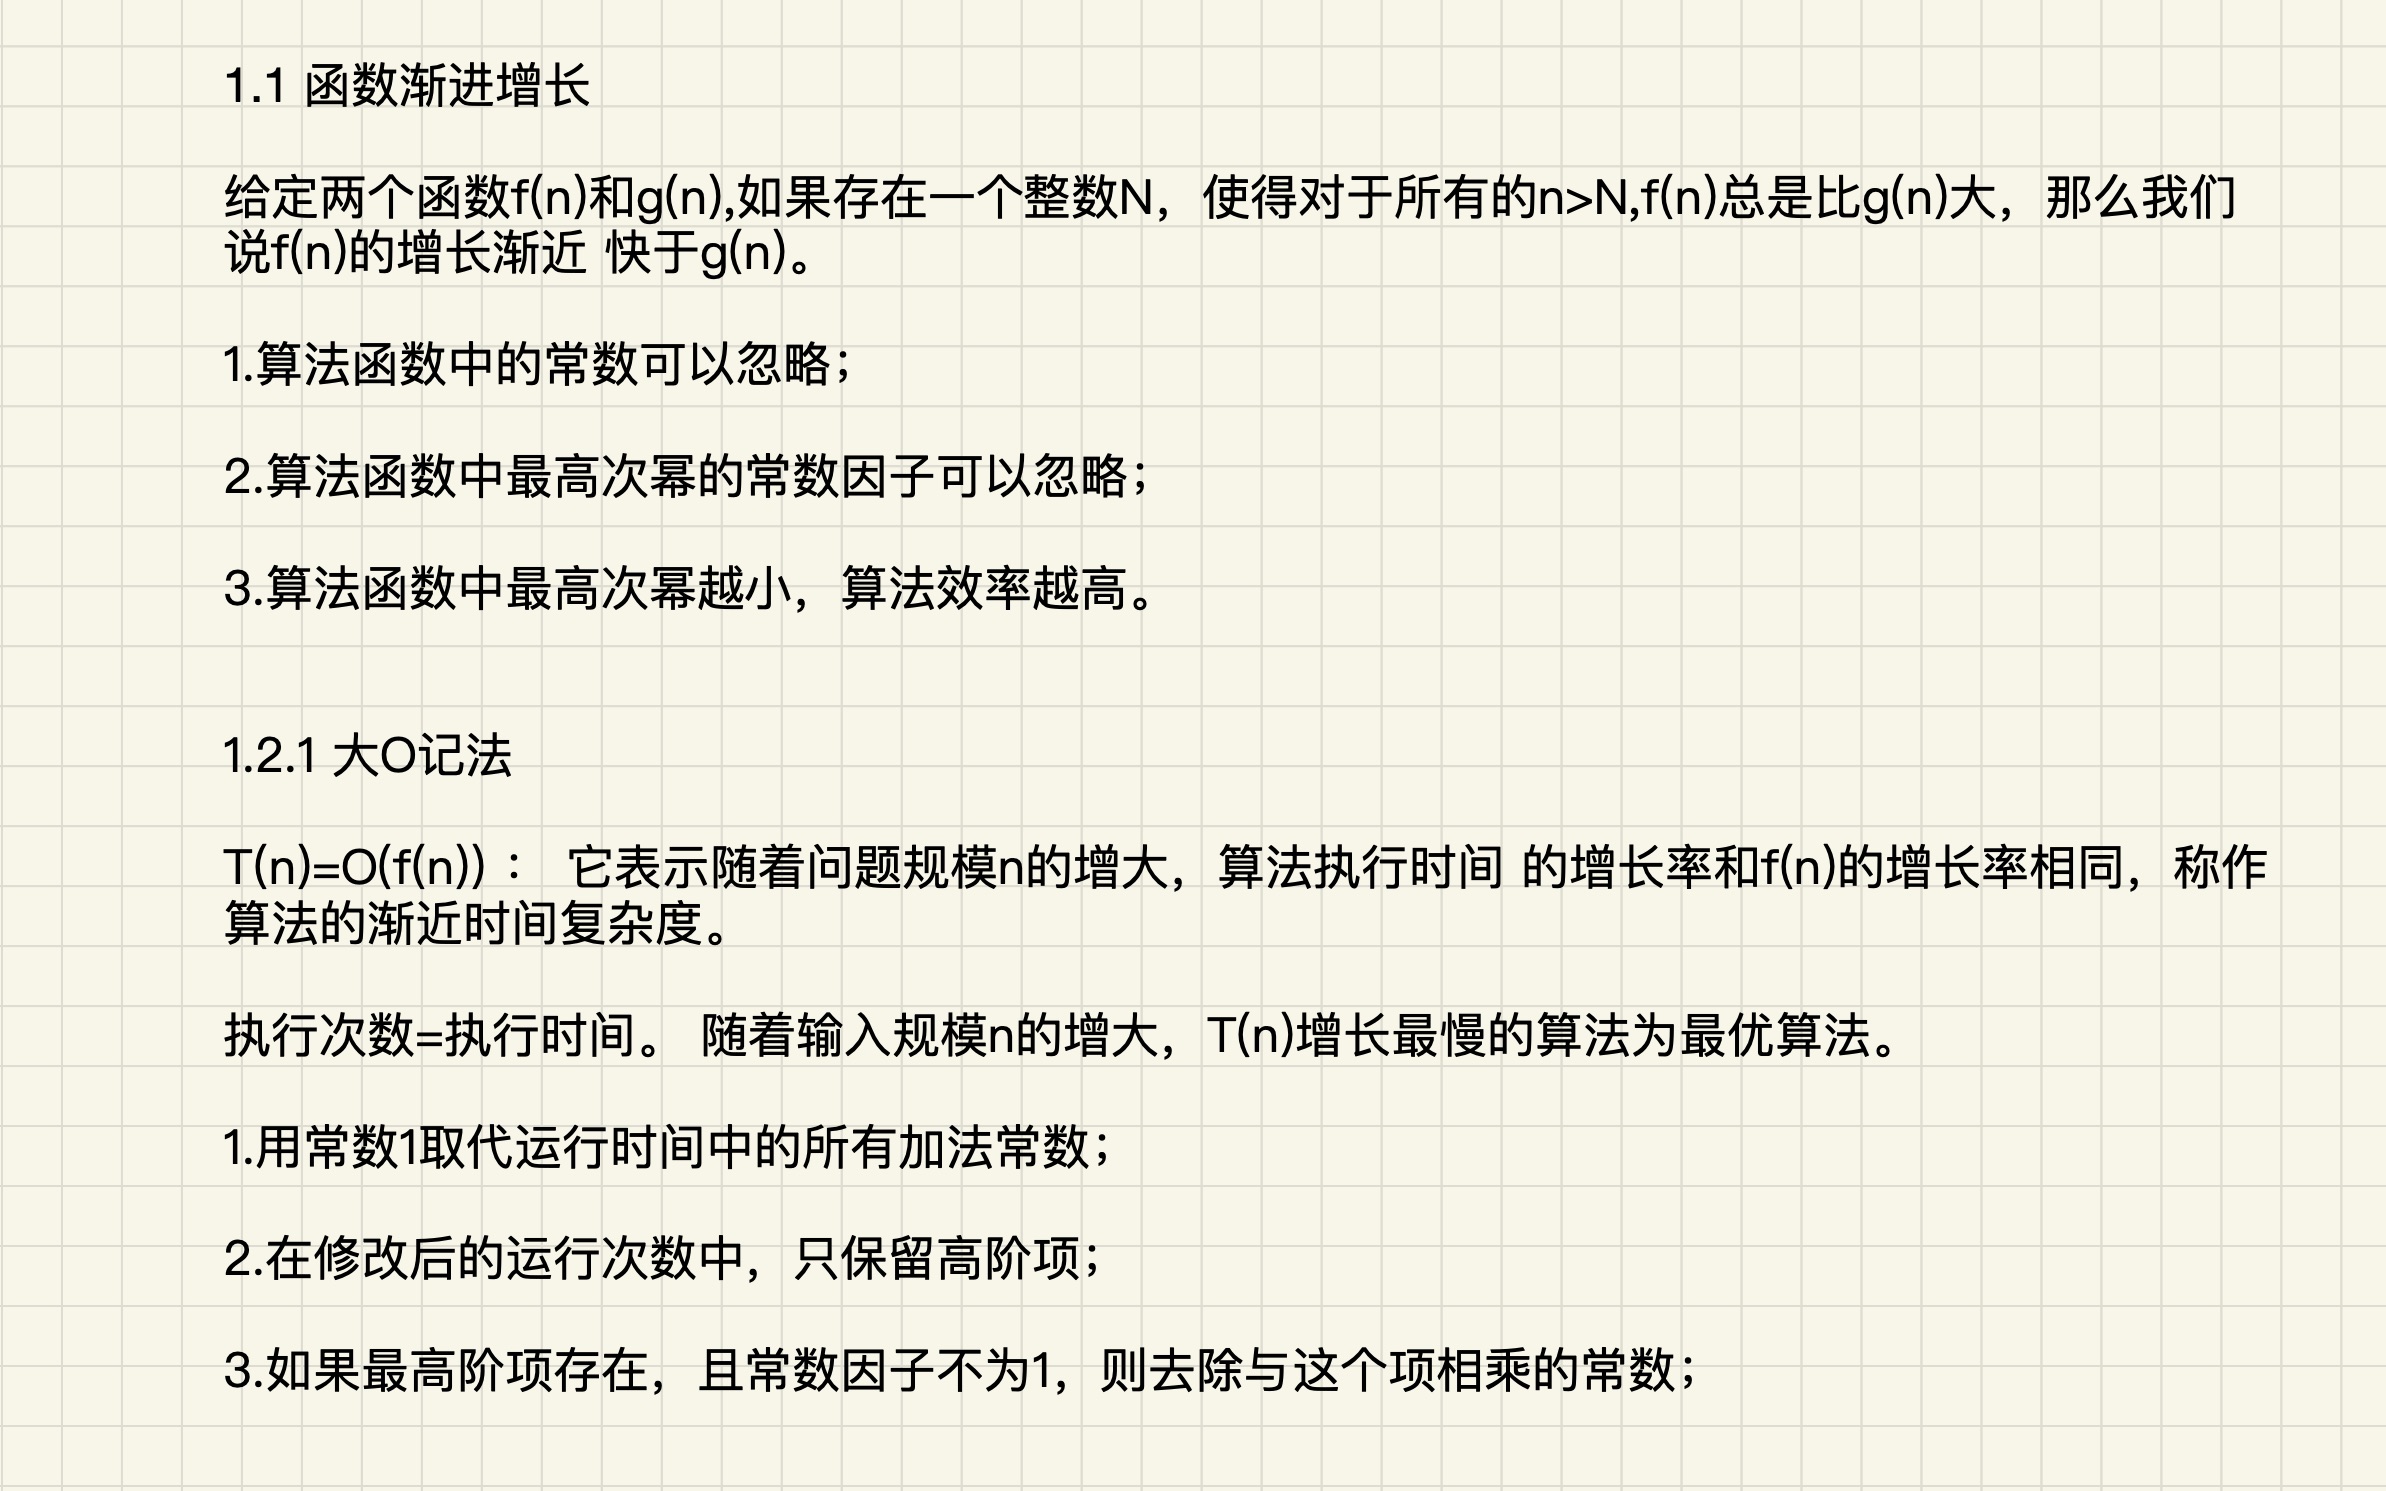 1.1 函数渐进增长
给定两个函数f(n)和g(n),如果存在一个整数N，使得对于所有的n>N,f(n)总是比g(n)大，那么我们
说f(n)的增长渐近 快于g(n)。
1.算法函数中的常数可以忽略；
2.算法函数中最高次幂的常数因子可以忽略；
3.算法函数中最高次幂越小，算法效率越高。
1.2.1 大O记法
T(n)=O(f(n))： 它表示随着问题规模n的增大，算法执行时间 的增长率和f(n)的增长率相同，称作
算法的渐近时间复杂度。
执行次数=执行时间。 随着输入规模n的增大，T(n)增长最慢的算法为最优算法。
1.用常数1取代运行时间中的所有加法常数；
2.在修改后的运行次数中，只保留高阶项；
3.如果最高阶项存在，且常数因子不为1，则去除与这个项相乘的常数；